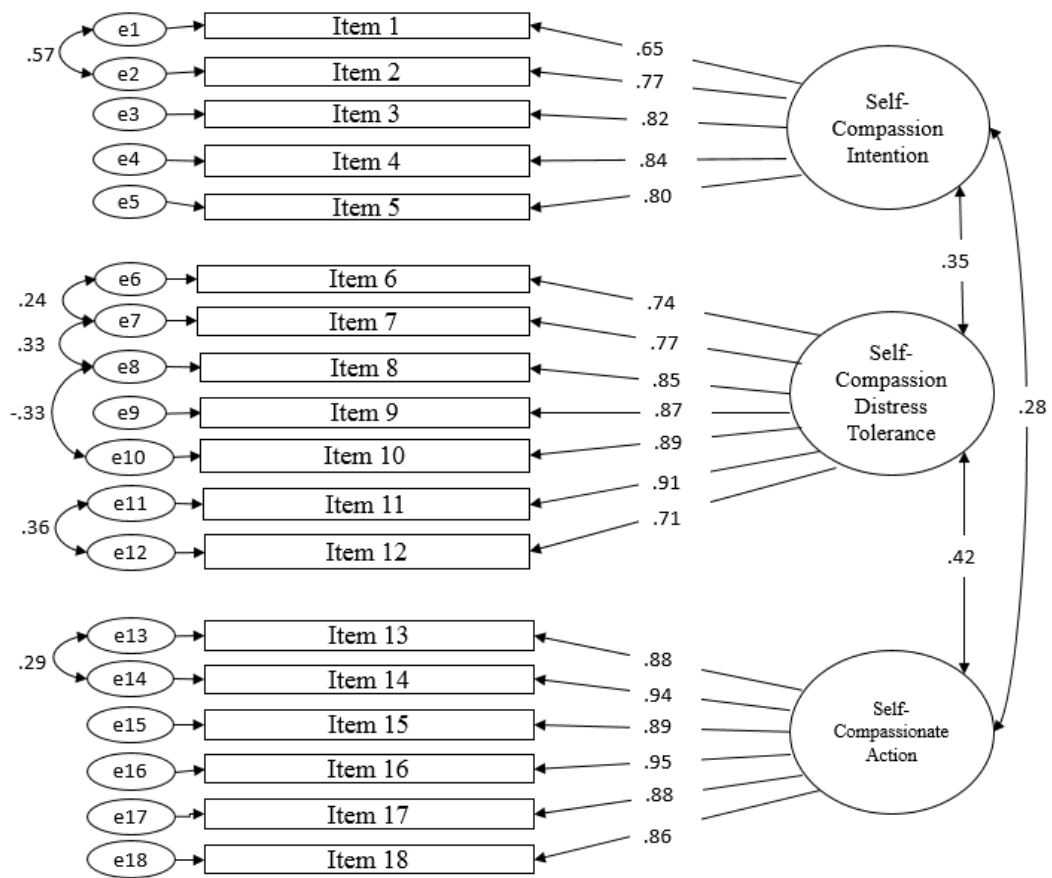 e1
Item 1
.65
.57
e2
Item 2
.77
e3
Item 3
.82
e4
Item 4
.84
e5
Item 5
.80
Self-
Compassion
Intention
.35
.28
e6
Item 6
.74
.24
e7
Item 7
.77
.33
e8
Item 8
.85
-.33
e9
Item 9
.87
e10
Item 10
.89
e11
Item 11
.91
.36
e12
Item 12
.71
Self-
Compassion
Distress
Tolerance
.42
e13
Item 13
.88
.29
e14
Item 14
.94
e15
Item 15
.89
e16
Item 16
.95
e17
Item 17
.88
e18
Item 18
.86
Self-
Compassionate
Action